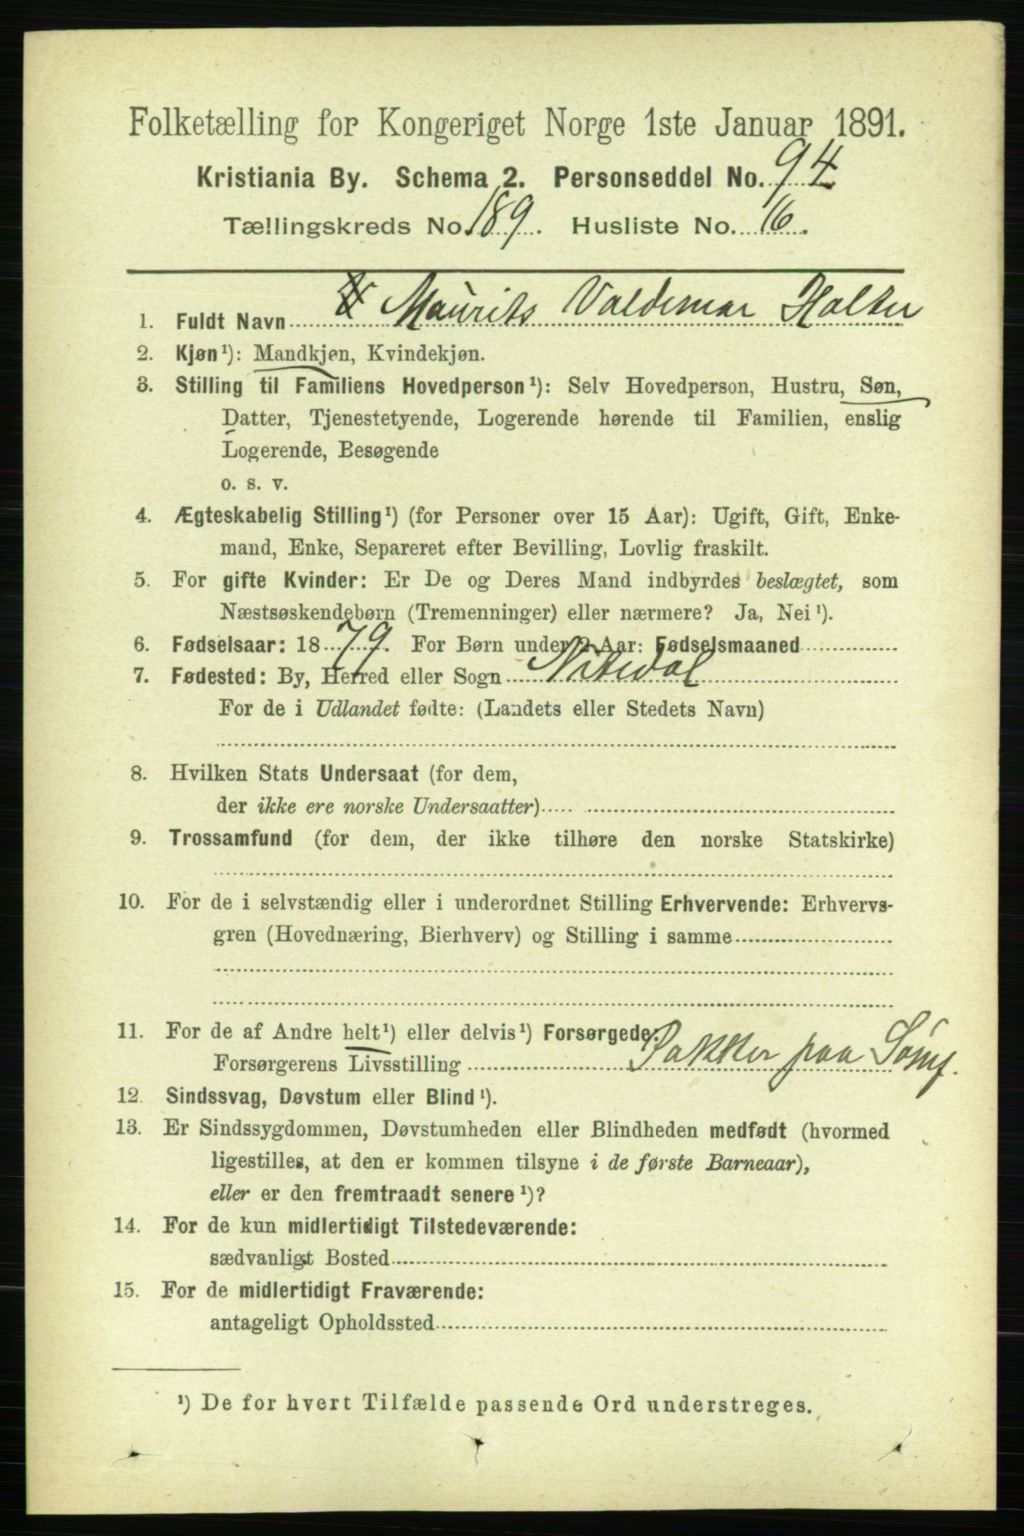 Folketælling for Kongeriget Norge 1ste Januar 1891.
Kristiania By. Schema 2. Personseddel No. 94
Tællingskreds No. 189. Husliste No. 16.
1. Fuldt Navn Maurits Valdemar Halter
2. Kjøn¹): Mandkjøn, Kvindekjøn.
3. Stilling til Familiens Hovedperson¹): Selv Hovedperson, Hustru, Søn,
Datter, Tjenestetyende, Logerende hørende til Familien, enslig
Logerende, Besøgende
o. s. v.
4. Ægteskabelig Stilling¹) (for Personer over 15 Aar): Ugift, Gift, Enke-
mand, Enke, Separeret efter Bevilling, Lovlig fraskilt.
5. For gifte Kvinder: Er De og Deres Mand indbyrdes beslægtet, som
Næstsøskendebørn (Tremenninger) eller nærmere? Ja, Nei¹).
6. Fødselsaar: 1879. For Børn under 2 Aar: Fødselsmaaned
7. Fødested: By, Herred eller Sogn Nitedal
For de i Udlandet fødte: (Landets eller Stedets Navn)
8. Hvilken Stats Undersaat (for dem,
der ikke ere norske Undersaatter)
9. Trossamfund (for dem, der ikke tilhøre den norske Statskirke)
10. For de i selvstændig eller i underordnet Stilling Erhvervende: Erhvervs-
gren (Hovednæring, Bierhverv) og Stilling i samme
11. For de af Andre helt¹) eller delvis¹) Forsørgede:
Forsørgerens Livsstilling Pakker paa
12. Sindssvag, Døvstum eller Blind¹).
13. Er Sindssygdommen, Døvstumheden eller Blindheden medfødt (hvormed
ligestilles, at den er kommen tilsyne i de første Barneaar),
eller er den fremtraadt senere¹)?
14. For de kun midlertidigt Tilstedeværende:
sædvanligt Bosted
15. For de midlertidigt Fraværende:
antageligt Opholdssted
¹) De for hvert Tilfælde passende Ord understreges.